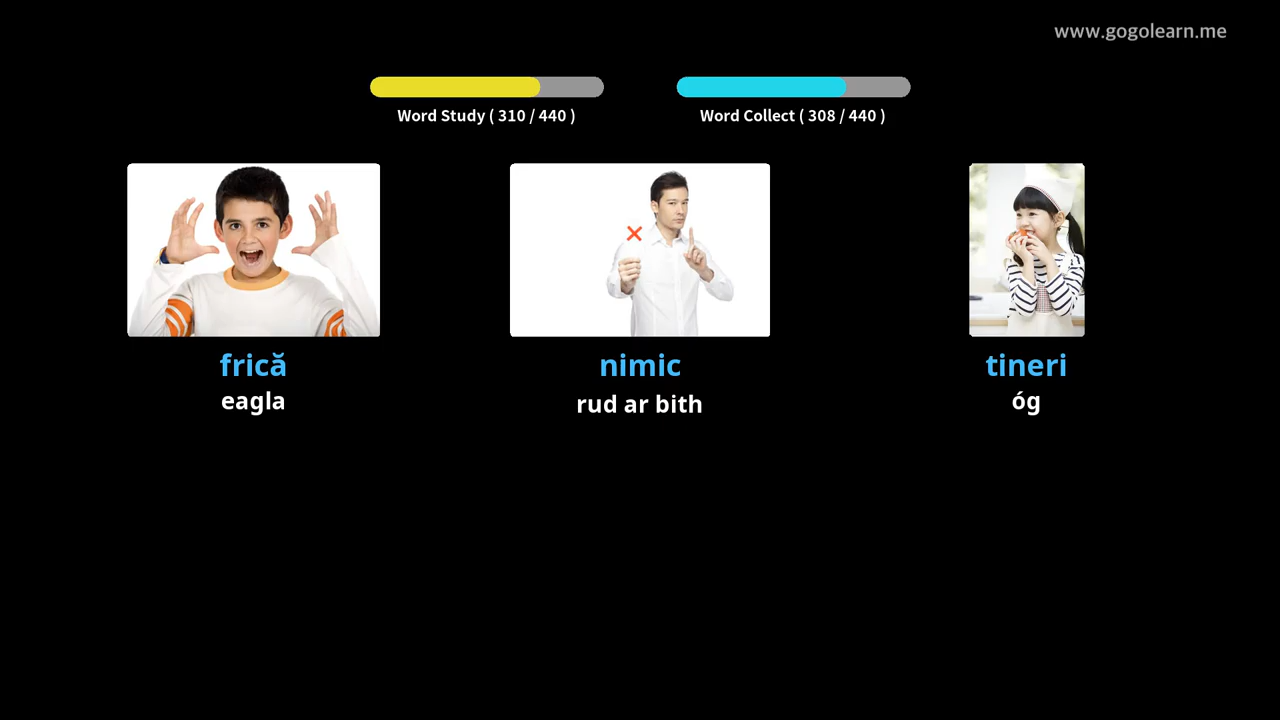 www.gogolearn.me
Word Study ( 310 / 440 )
Word Collect ( 308 / 440 )
frică
eagla
nimic
rud ar bith
tineri
óg